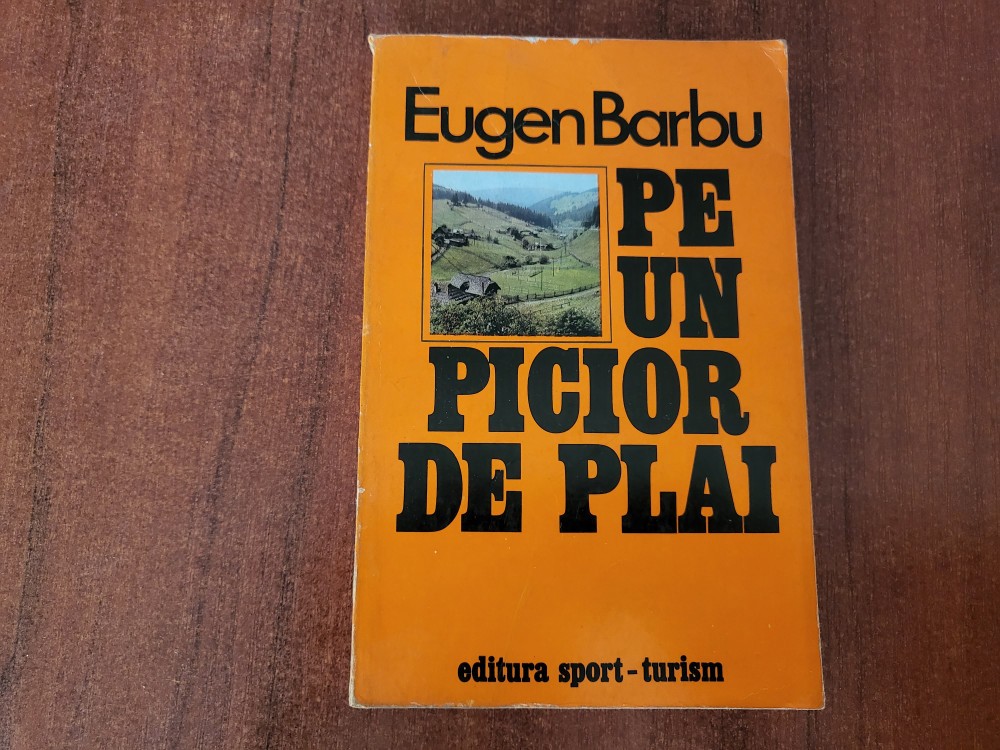 Eugen Barbu
PE
UN
PICIOR
DE PLAI
editura sport-turism